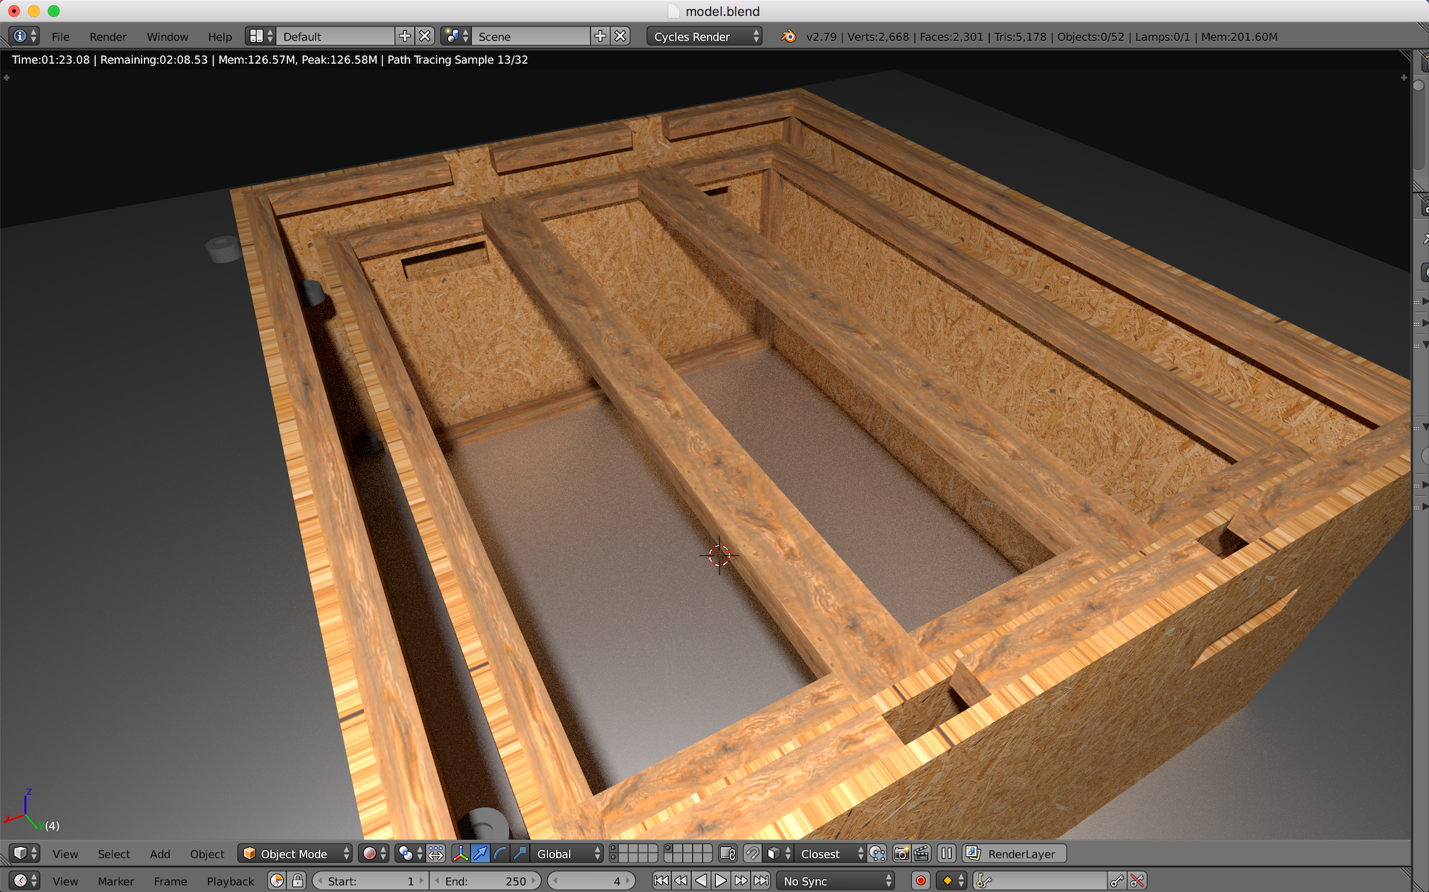 model.blend
File Render Window Help Default Scene Cycles Render v2.79 | Verts:2,668 | Faces:2,301 | Tris:5,178 | Objects:0/52 | Lamps:0/1 | Mem:201.60M
Time:01:23.08 | Remaining:02:08.53 | Mem:126.57M, Peak:126.58M | Path Tracing Sample 13/32
z
x
y
(4)
View Select Add Object Object Mode Global Closest RenderLayer
View Marker Frame Playback Start: 1 End: 250 4 No Sync